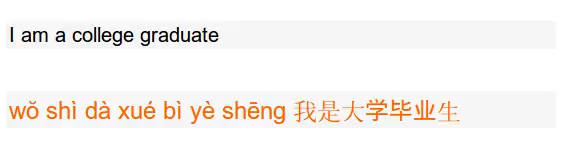 I am a college graduate
wǒ shì dà xué bì yè shēng 我是大学毕业生